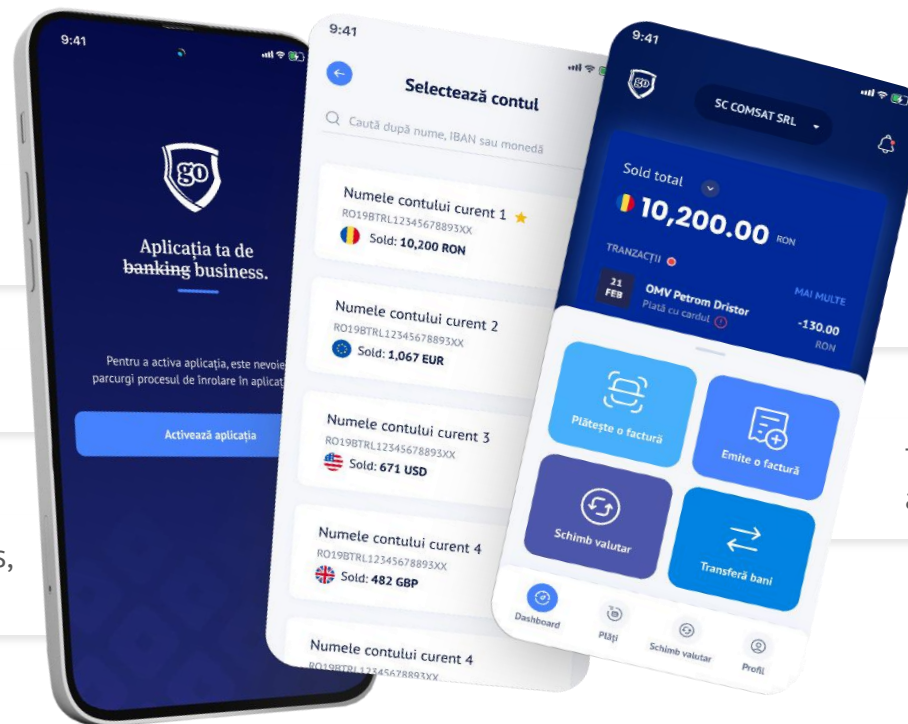 9:41
go
Aplicația ta de
banking business.
Pentru a activa aplicația, este nevoie
parcurgi procesul de înrolare în
Activează aplicația
9:41
Selectează contul
Caută după nume, IBAN sau monedă
Numele contului curent 1
RO19BTRL12345678893XX
Sold: 10,200 RON
Numele contului curent 2
RO19BTRL12345678893XX
Sold: 1,067 EUR
Numele contului curent 3
RO19BTRL12345678893XX
Sold: 671 USD
Numele contului curent 4
RO19BTRL12345678893XX
Sold: 482 GBP
Numele contului curent 4
RO19BTRL12345678893XX
9:41
go
SC COMSAT SRL
Sold total
10,200.00 RON
TRANZACȚII
MAI MULTE
21 FEB
OMV Petrom Dristor
-130.00
Plată cu cardul
RON
Plătește o factură
Emite o factură
Schimb valutar
Transferă bani
Dashboard
Plăți
Schimb valutar
Profil